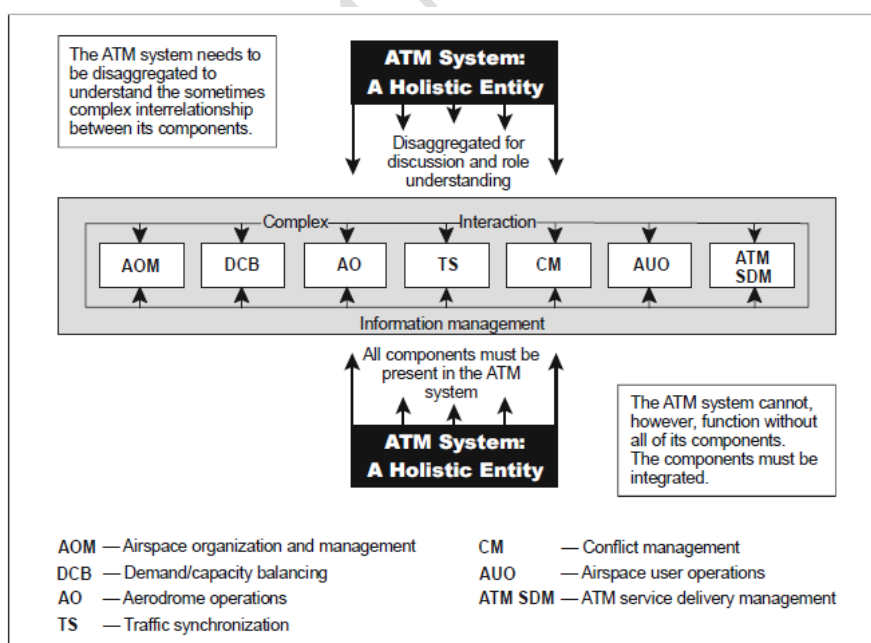 The ATM system needs to
be disaggregated to
understand the sometimes
complex interrelationship
between its components.
ATM System:
A Holistic Entity
Disaggregated for
discussion and role
understanding
Complex
Interaction
AOM
DCB
AO
TS
CM
AUO
ATM
SDM
Information management
All components must be
present in the ATM
system
ATM System:
A Holistic Entity
The ATM system cannot,
however, function without
all of its components.
The components must be
integrated.
AOM — Airspace organization and management
DCB — Demand/capacity balancing
AO — Aerodrome operations
TS — Traffic synchronization
CM — Conflict management
AUO — Airspace user operations
ATM SDM — ATM service delivery management